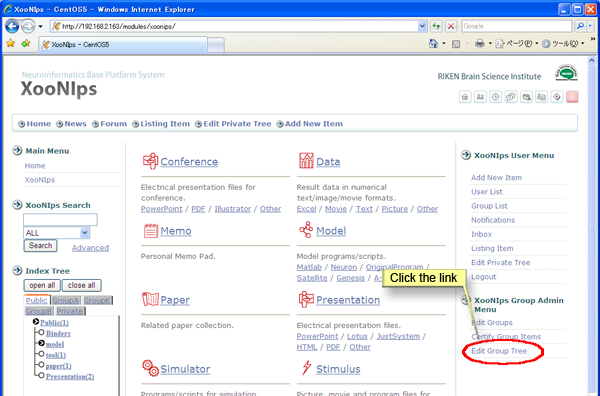 XooNIps - CentOS5 - Windows Internet Explorer
http://192.168.2.163/modules/xoonips/
Google
XooNIps - CentOS5
ページ(P)
ツール(O)
Neuroinformatics Base Platform System
XooNIps
RIKEN Brain Science Institute
Home
News
Forum
Listing Item
Edit Private Tree
Add New Item
Main Menu
Home
XooNIps
XooNIps Search
ALL
Search
Advanced
Index Tree
open all
close all
Public
GroupA
GroupK
GroupB
Private
Public(1)
Binders
model
tool(1)
paper(1)
Presentation(2)
Conference
Electrical presentation files for
conference.
PowerPoint / PDF / Illustrator / Other
Data
Result data in numerical
text/image/movie formats.
Excel / Movie / Text / Picture / Other
Memo
Personal Memo Pad.
Model
Model programs/scripts.
Matlab / Neuron / OriginalProgram /
Satellite / Genesis / A-
Paper
Related paper collection.
Presentation
Electrical presentation files.
PowerPoint / Lotus / JustSystem /
HTML / PDF / Other
Simulator
Programs/scripts for simulation
Stimulus
Picture, movie and program files for
XooNIps User Menu
Add New Item
User List
Group List
Notifications
Inbox
Listing Item
Edit Private Tree
Logout
Click the link
XooNIps Group Admin
Menu
Edit Groups
Certify Group Items
Edit Group Tree